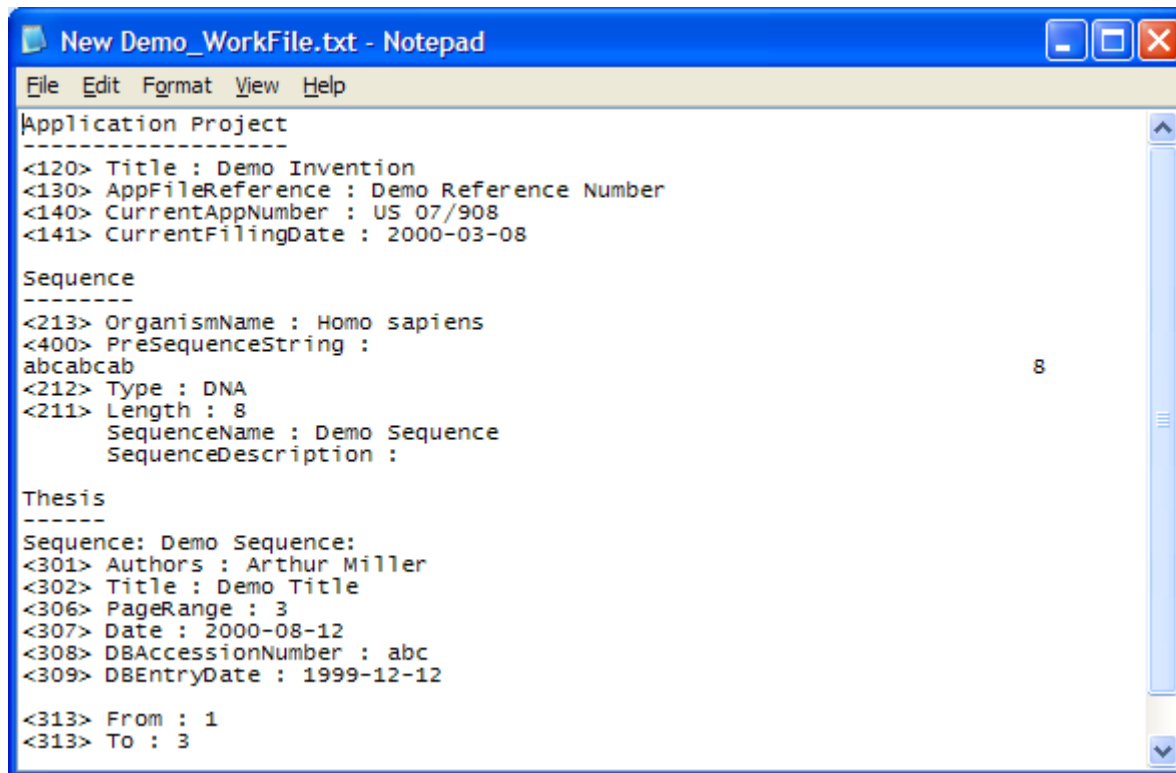 New Demo_WorkFile.txt - Notepad
File Edit Format View Help
Application Project
-------------------
<120> Title : Demo Invention
<130> AppFileReference : Demo Reference Number
<140> CurrentAppNumber : US 07/908
<141> CurrentFilingDate : 2000-03-08
Sequence
--------
<213> OrganismName : Homo sapiens
<400> PreSequenceString :
abcabcab 8
<212> Type : DNA
<211> Length : 8
SequenceName : Demo Sequence
SequenceDescription :
Thesis
------
Sequence: Demo Sequence:
<301> Authors : Arthur Miller
<302> Title : Demo Title
<306> PageRange : 3
<307> Date : 2000-08-12
<308> DBAccessionNumber : abc
<309> DBEntryDate : 1999-12-12
<313> From : 1
<313> To : 3